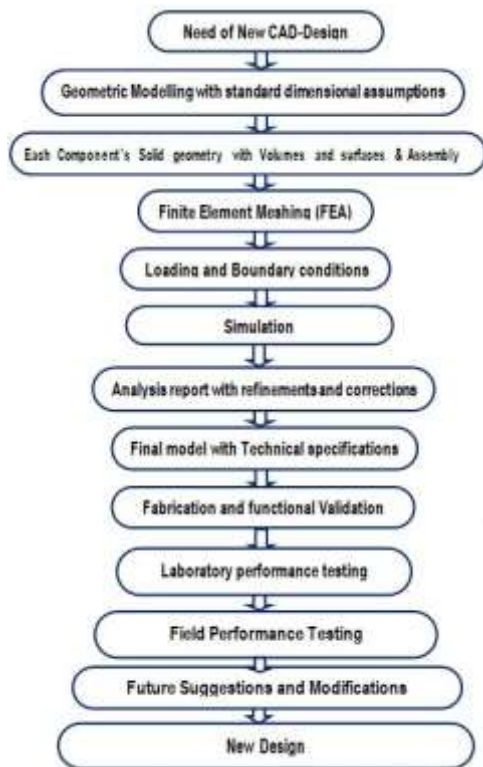 Need of New CAD-Design
Geometric Modelling with standard dimensional assumptions
Each Component's Solid geometry with Volumes and surfaces & Assembly
Finite Element Meshing (FEA)
Loading and Boundary conditions
Simulation
Analysis report with refinements and corrections
Final model with Technical specifications
Fabrication and functional Validation
Laboratory performance testing
Field Performance Testing
Future Suggestions and Modifications
New Design